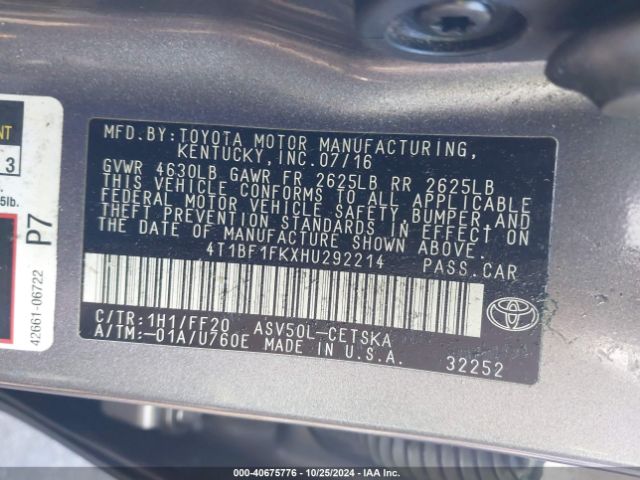 MFD. BY: TOYOTA MOTOR MANUFACTURING,
KENTUCKY, INC. 07/16
GVWR 4630LB GAWR FR 2625LB RR 2625LB
THIS VEHICLE CONFORMS TO ALL APPLICABLE
FEDERAL MOTOR VEHICLE SAFETY, BUMPER, AND
THEFT PREVENTION STANDARDS IN EFFECT ON
THE DATE OF MANUFACTURE SHOWN ABOVE.
4T1BF1FKXHU292214 PASS. CAR
C/TR: 1H1/FF20 ASV50L-CETSKA
A/TM: -01A/U760E MADE IN U.S.A.
32252
TOYOTA
3
5lb.
P7
42661-06722
000-40675776 - 10/25/2024 - IAA Inc.